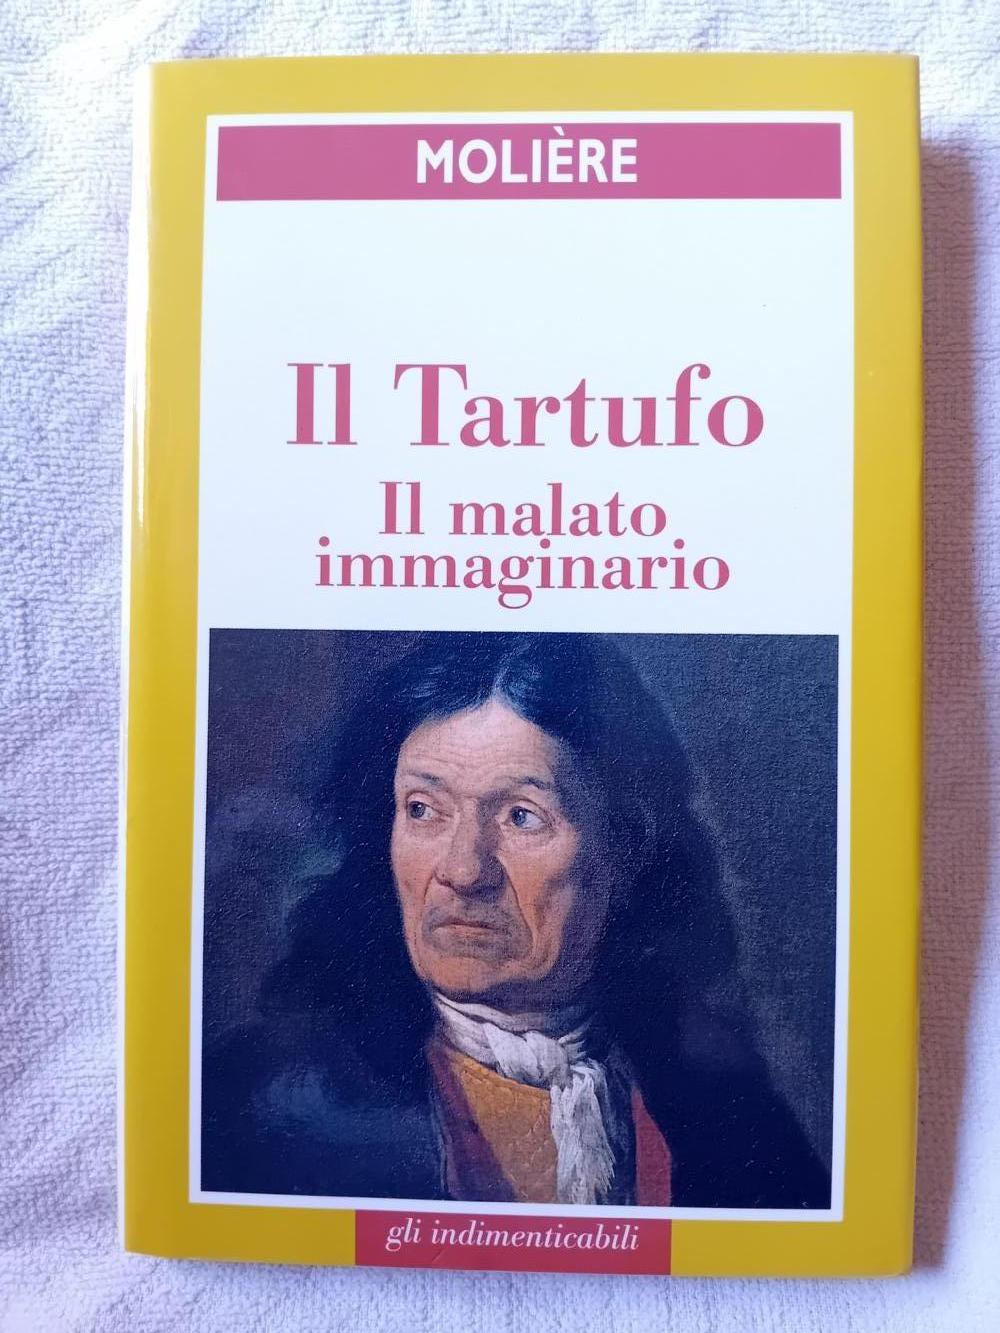 MOLIÈRE
Il Tartufo
Il malato
immaginario
gli indimenticabili